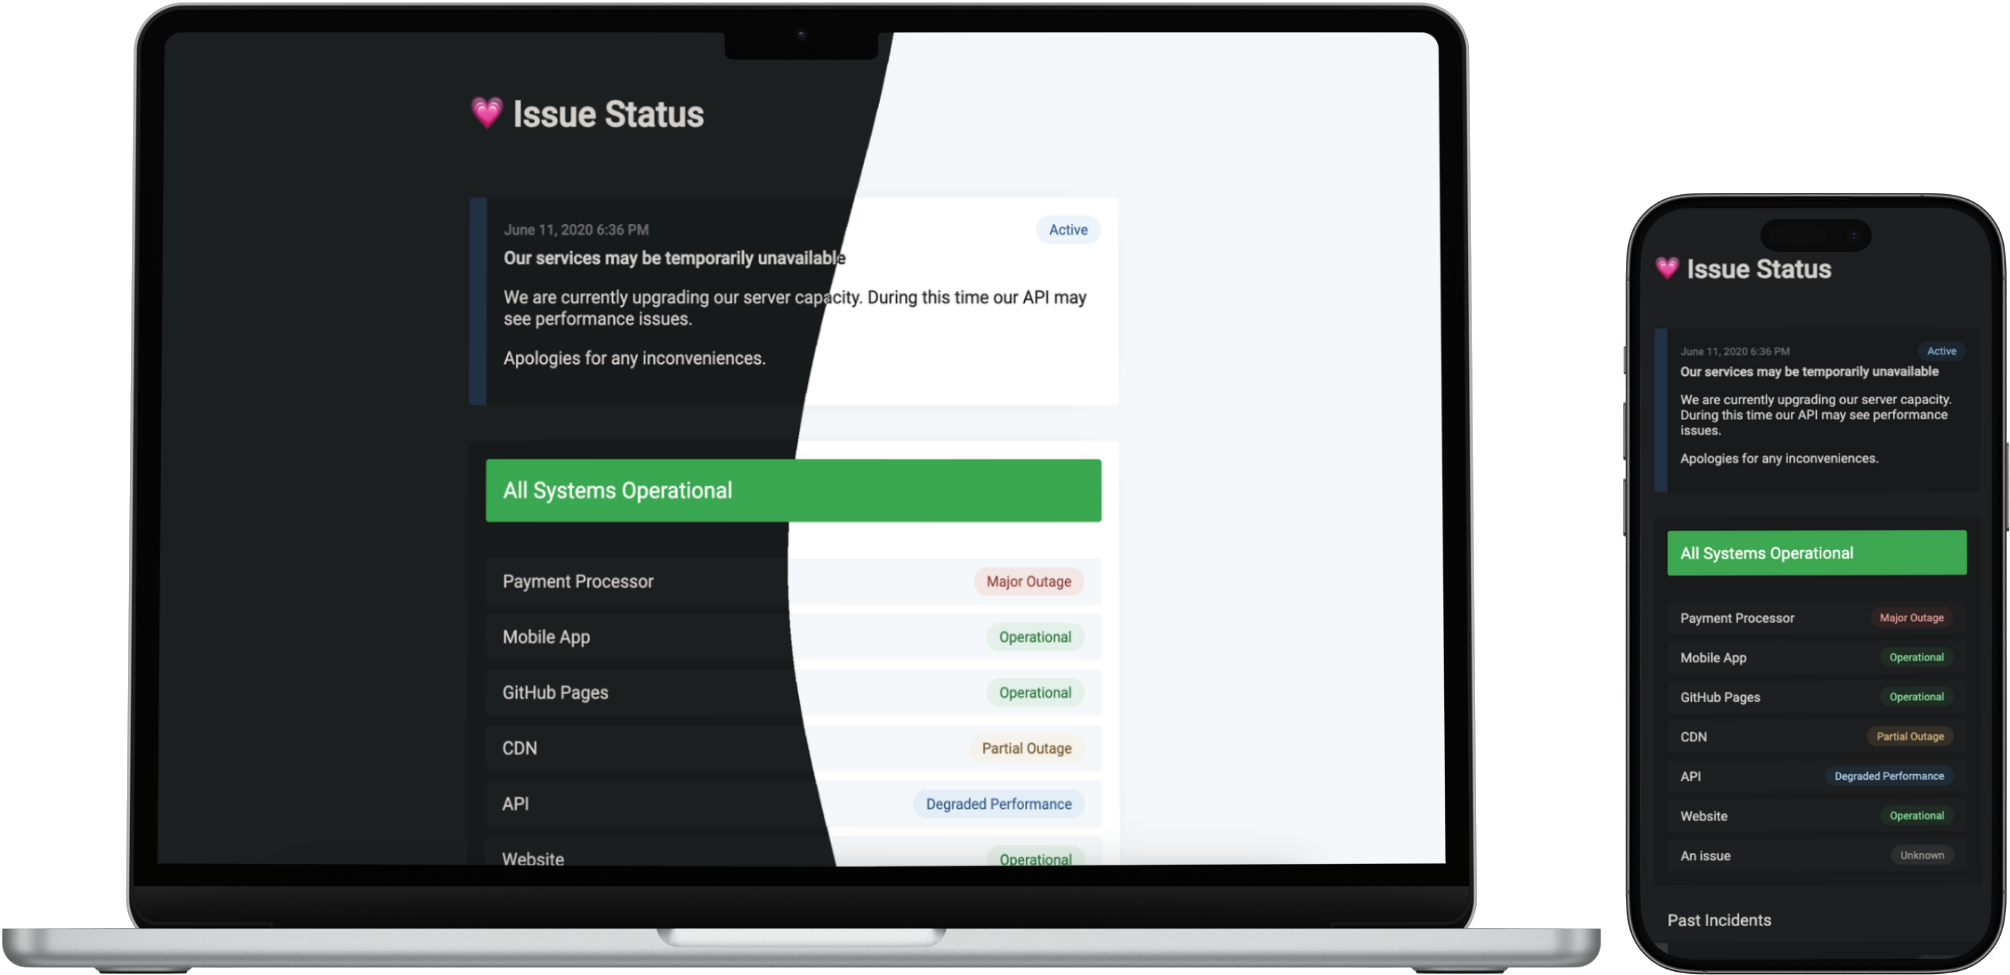 Issue Status
June 11, 2020 6:36 PM
Active
Our services may be temporarily unavailable
We are currently upgrading our server capacity. During this time our API may
see performance issues.
Apologies for any inconveniences.
All Systems Operational
Payment Processor
Major Outage
Mobile App
Operational
GitHub Pages
Operational
CDN
Partial Outage
API
Degraded Performance
Website
Operational
Issue Status
June 11, 2020 6:36 PM
Active
Our services may be temporarily unavailable
We are currently upgrading our server capacity.
During this time our API may see performance
issues.
Apologies for any inconveniences.
All Systems Operational
Payment Processor
Major Outage
Mobile App
Operational
GitHub Pages
Operational
CDN
Partial Outage
API
Degraded Performance
Website
Operational
An issue
Unknown
Past Incidents